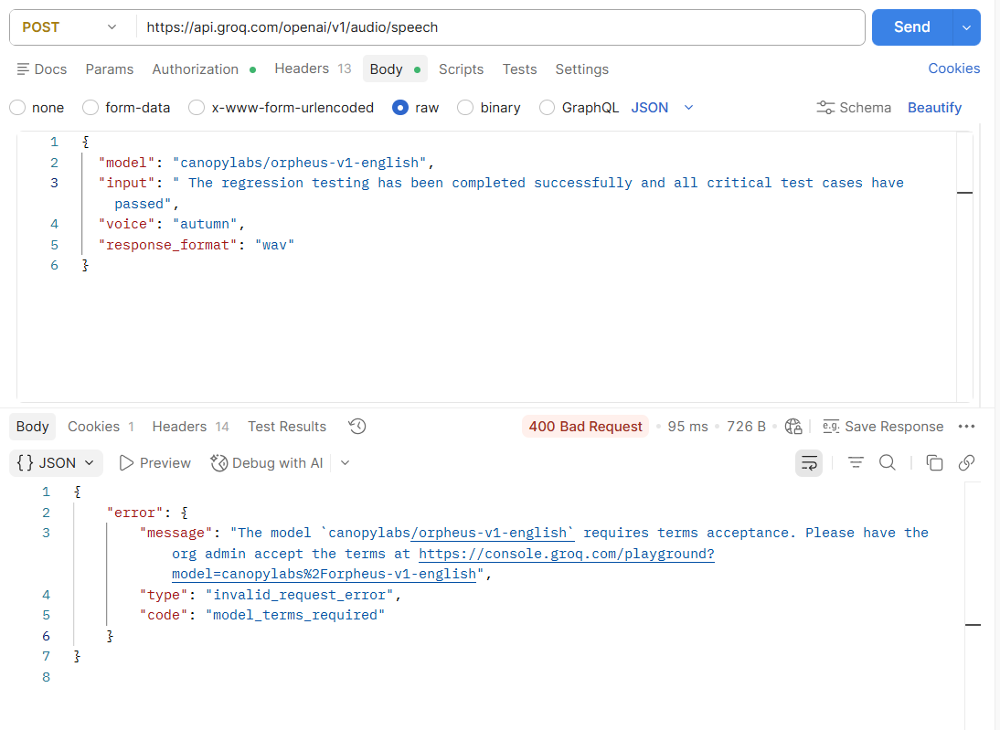 POST https://api.groq.com/openai/v1/audio/speech Send
Docs Params Authorization Headers 13 Body Scripts Tests Settings Cookies
none form-data x-www-form-urlencoded raw binary GraphQL JSON Schema Beautify
1 {
2 "model": "canopylabs/orpheus-v1-english",
3 "input": " The regression testing has been completed successfully and all critical test cases have
passed",
4 "voice": "autumn",
5 "response_format": "wav"
6 }
Body Cookies 1 Headers 14 Test Results 400 Bad Request • 95 ms • 726 B • e.g. Save Response
{} JSON Preview Debug with AI
1 {
2 "error": {
3 "message": "The model `canopylabs/orpheus-v1-english` requires terms acceptance. Please have the
org admin accept the terms at https://console.groq.com/playground?
model=canopylabs%2Forpheus-v1-english",
4 "type": "invalid_request_error",
5 "code": "model_terms_required"
6 }
7 }
8